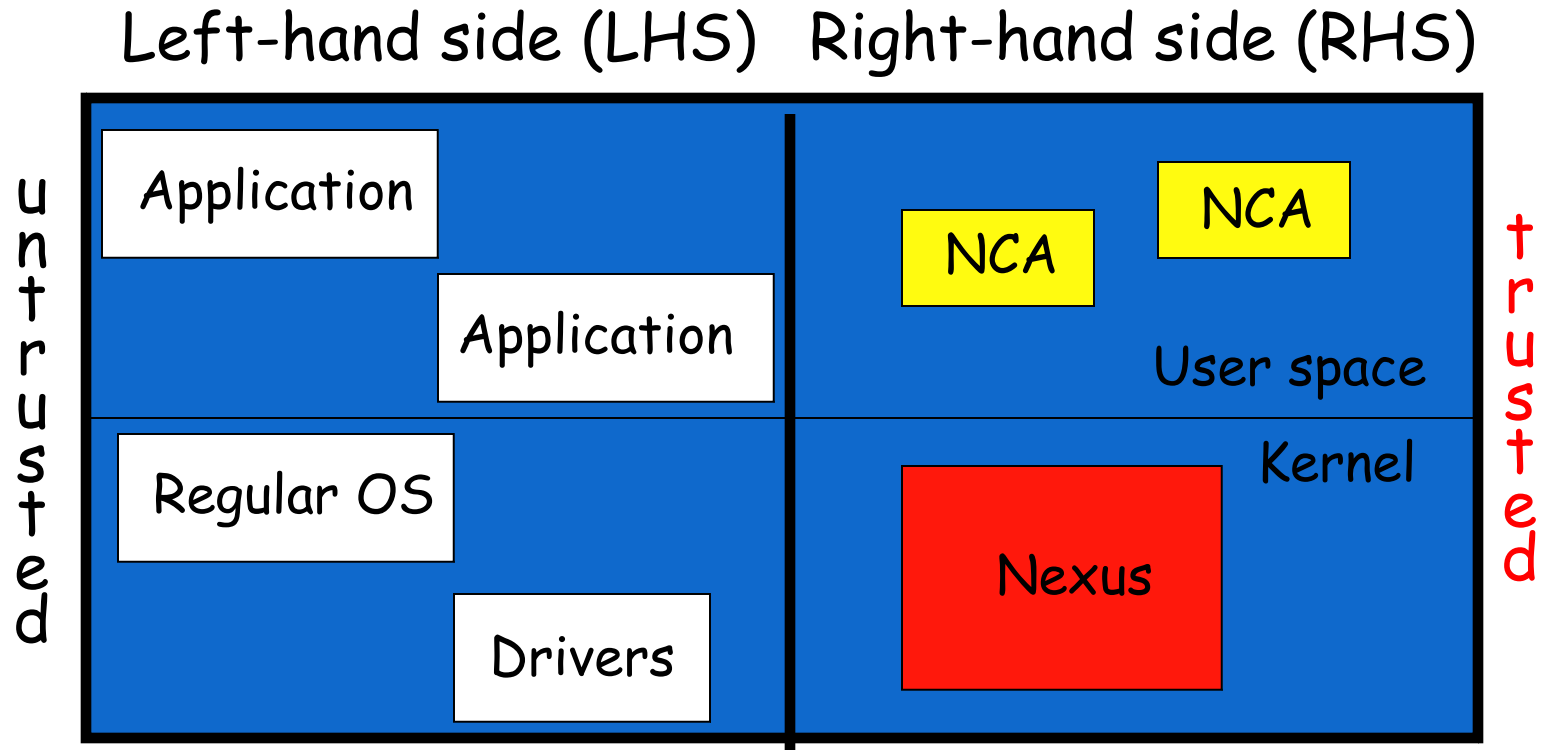 Left-hand side (LHS)
Right-hand side (RHS)
untrusted
Application
Application
Regular OS
Drivers
NCA
NCA
User space
Kernel
Nexus
trusted